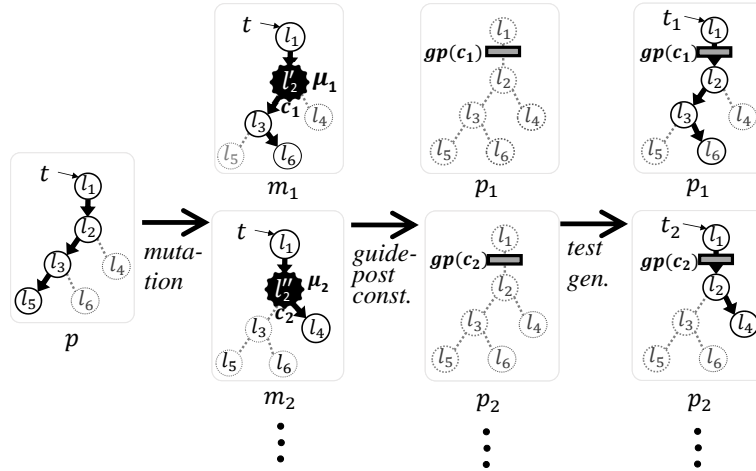 t
l₁
l₂
l₃
l₄
l₅
l₆
p
muta-
tion
t
l₁
l′₂
μ₁
c₁
l₃
l₄
l₅
l₆
m₁
t
l₁
l″₂
μ₂
c₂
l₃
l₄
l₅
l₆
m₂
guide-
post
const.
l₁
gp(c₁)
l₂
l₃
l₄
l₅
l₆
p₁
l₁
gp(c₂)
l₂
l₃
l₄
l₅
l₆
p₂
test
gen.
t₁
l₁
gp(c₁)
l₂
l₃
l₄
l₅
l₆
p₁
t₂
l₁
gp(c₂)
l₂
l₃
l₄
l₅
l₆
p₂